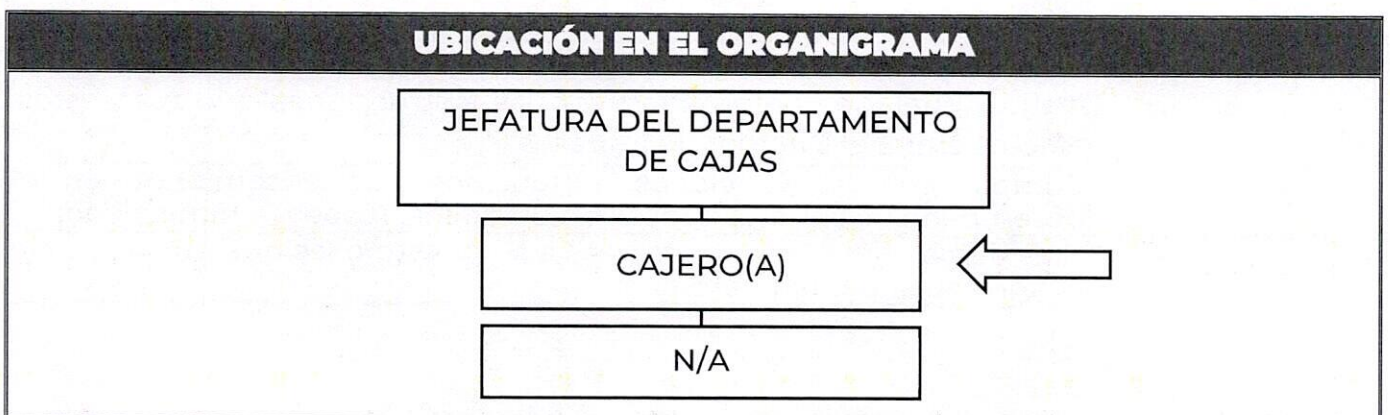 UBICACIÓN EN EL ORGANIGRAMA
JEFATURA DEL DEPARTAMENTO
DE CAJAS
CAJERO(A)
N/A